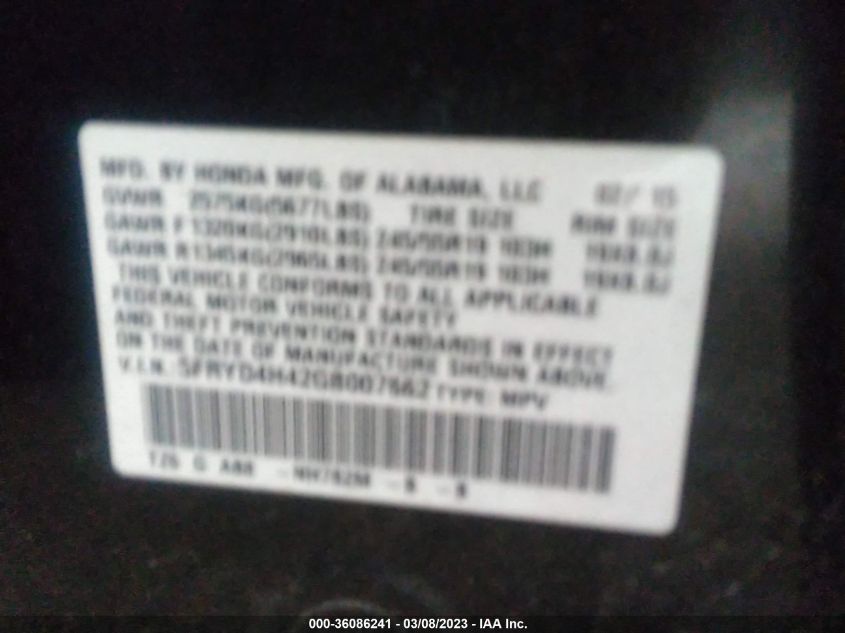 MFD. BY HONDA MFG. OF ALABAMA, LLC 02/ 15
GVWR 2575KG(5677LBS) TIRE SIZE RIM SIZE
GAWR F 1320KG(2910LBS) 245/55R19 103H 19X8.0J
GAWR R 1345KG(2965LBS) 245/55R19 103H 19X8.0J
THIS VEHICLE CONFORMS TO ALL APPLICABLE
FEDERAL MOTOR VEHICLE SAFETY
AND THEFT PREVENTION STANDARDS IN EFFECT
ON THE DATE OF MANUFACTURE SHOWN ABOVE.
V.I.N.: 5FRYD4H42GB007662 TYPE: MPV
G NH782M
000-36086241 - 03/08/2023 - IAA Inc.